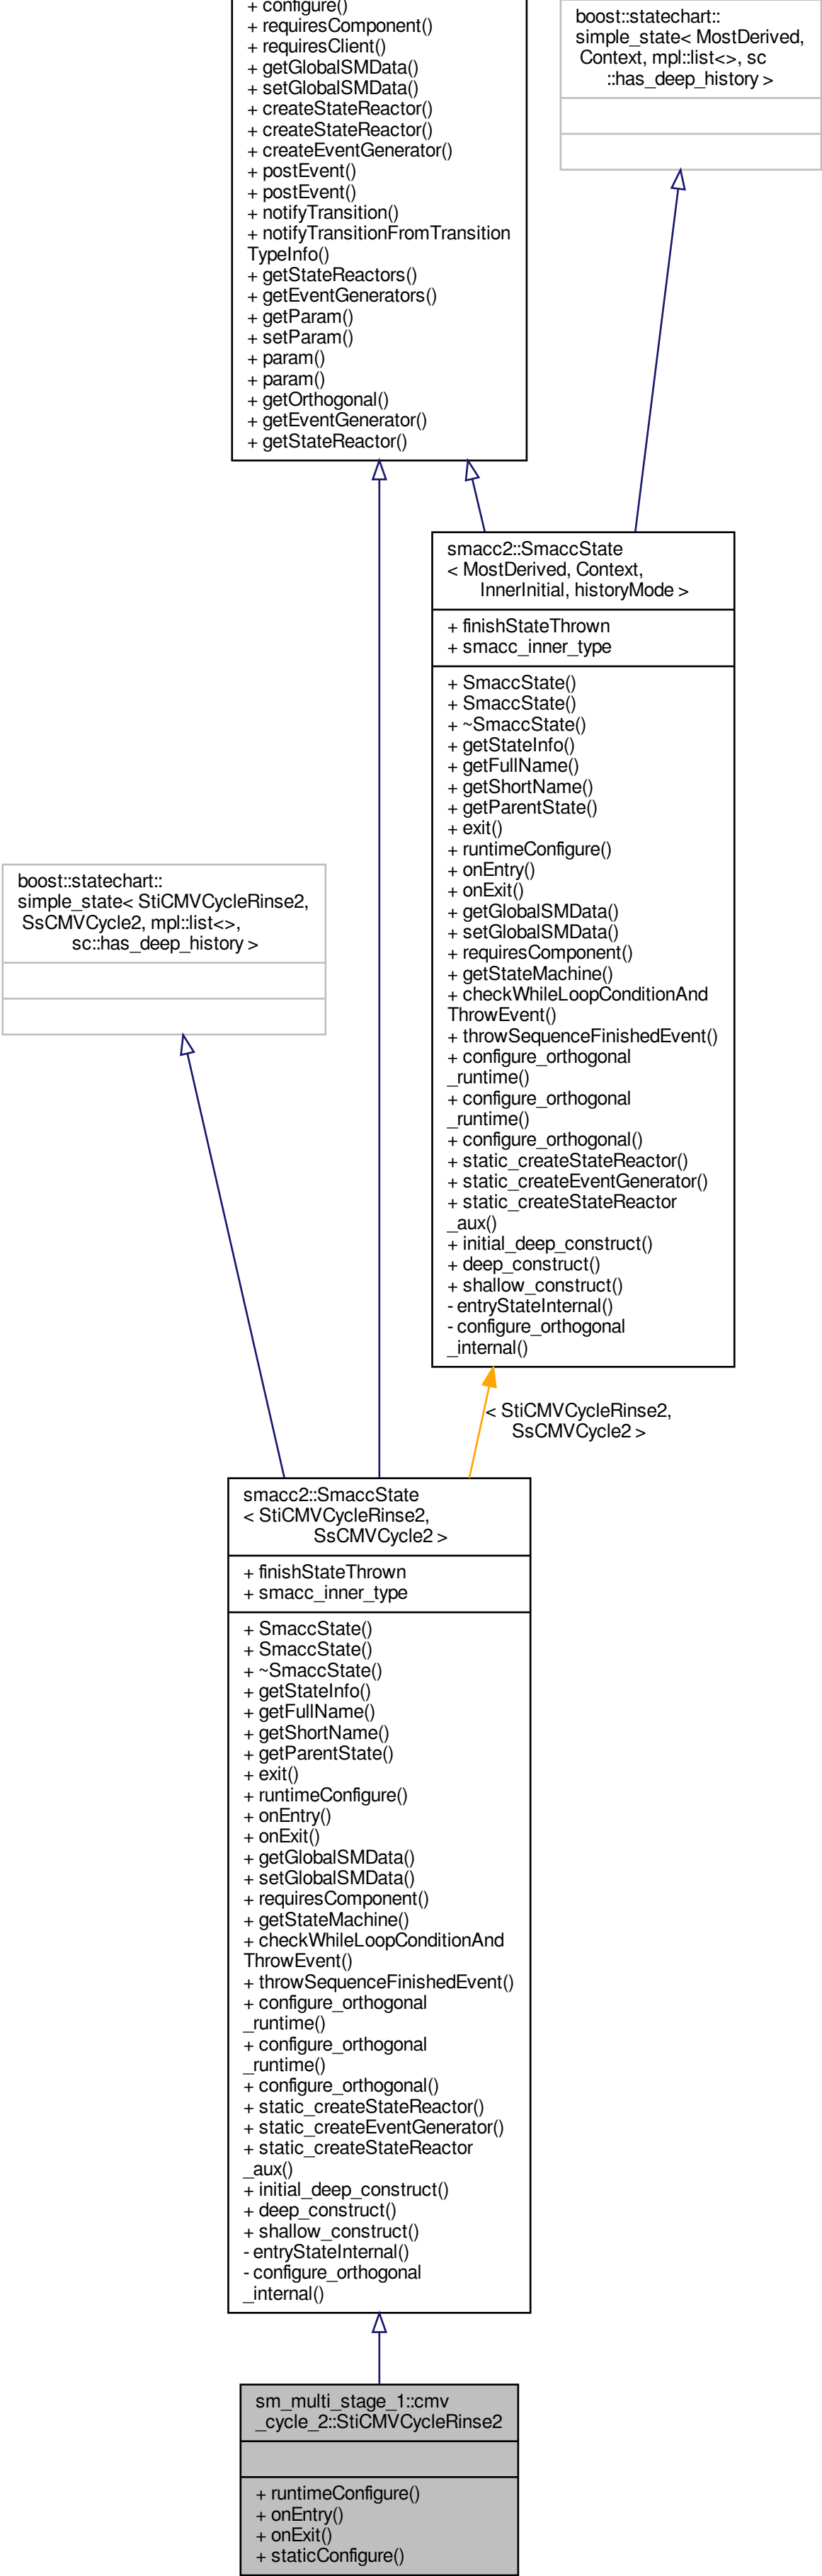 + configure()
+ requiresComponent()
+ requiresClient()
+ getGlobalSMData()
+ setGlobalSMData()
+ createStateReactor()
+ createStateReactor()
+ createEventGenerator()
+ postEvent()
+ postEvent()
+ notifyTransition()
+ notifyTransitionFromTransition
TypeInfo()
+ getStateReactors()
+ getEventGenerators()
+ getParam()
+ setParam()
+ param()
+ param()
+ getOrthogonal()
+ getEventGenerator()
+ getStateReactor()
boost::statechart::
simple_state< MostDerived,
Context, mpl::list<>, sc
::has_deep_history >
smacc2::SmaccState
< MostDerived, Context,
InnerInitial, historyMode >
+ finishStateThrown
+ smacc_inner_type
+ SmaccState()
+ SmaccState()
+ ~SmaccState()
+ getStateInfo()
+ getFullName()
+ getShortName()
+ getParentState()
+ exit()
+ runtimeConfigure()
+ onEntry()
+ onExit()
+ getGlobalSMData()
+ setGlobalSMData()
+ requiresComponent()
+ getStateMachine()
+ checkWhileLoopConditionAnd
ThrowEvent()
+ throwSequenceFinishedEvent()
+ configure_orthogonal
_runtime()
+ configure_orthogonal
_runtime()
+ configure_orthogonal()
+ static_createStateReactor()
+ static_createEventGenerator()
+ static_createStateReactor
_aux()
+ initial_deep_construct()
+ deep_construct()
+ shallow_construct()
- entryStateInternal()
- configure_orthogonal
_internal()
boost::statechart::
simple_state< StiCMVCycleRinse2,
SsCMVCycle2, mpl::list<>,
sc::has_deep_history >
< StiCMVCycleRinse2,
SsCMVCycle2 >
smacc2::SmaccState
< StiCMVCycleRinse2,
SsCMVCycle2 >
+ finishStateThrown
+ smacc_inner_type
+ SmaccState()
+ SmaccState()
+ ~SmaccState()
+ getStateInfo()
+ getFullName()
+ getShortName()
+ getParentState()
+ exit()
+ runtimeConfigure()
+ onEntry()
+ onExit()
+ getGlobalSMData()
+ setGlobalSMData()
+ requiresComponent()
+ getStateMachine()
+ checkWhileLoopConditionAnd
ThrowEvent()
+ throwSequenceFinishedEvent()
+ configure_orthogonal
_runtime()
+ configure_orthogonal
_runtime()
+ configure_orthogonal()
+ static_createStateReactor()
+ static_createEventGenerator()
+ static_createStateReactor
_aux()
+ initial_deep_construct()
+ deep_construct()
+ shallow_construct()
- entryStateInternal()
- configure_orthogonal
_internal()
sm_multi_stage_1::cmv
_cycle_2::StiCMVCycleRinse2
+ runtimeConfigure()
+ onEntry()
+ onExit()
+ staticConfigure()